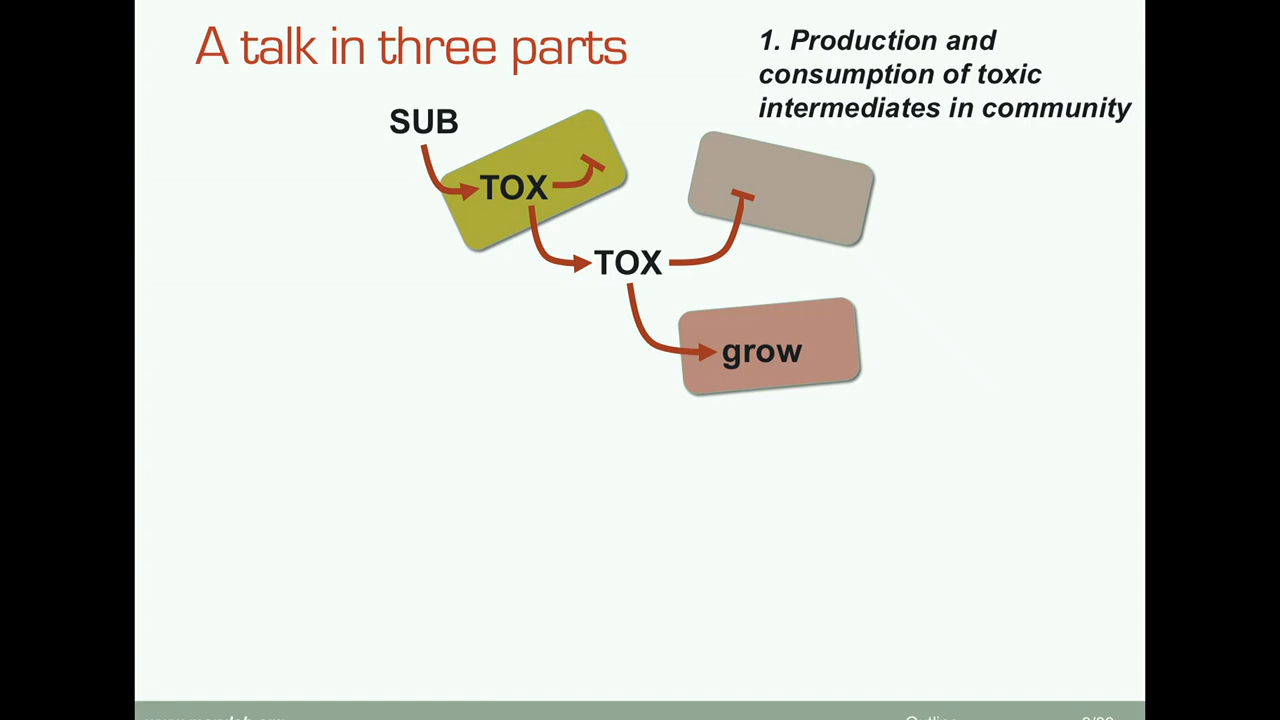 A talk in three parts
1. Production and
consumption of toxic
intermediates in community
SUB
TOX
TOX
grow